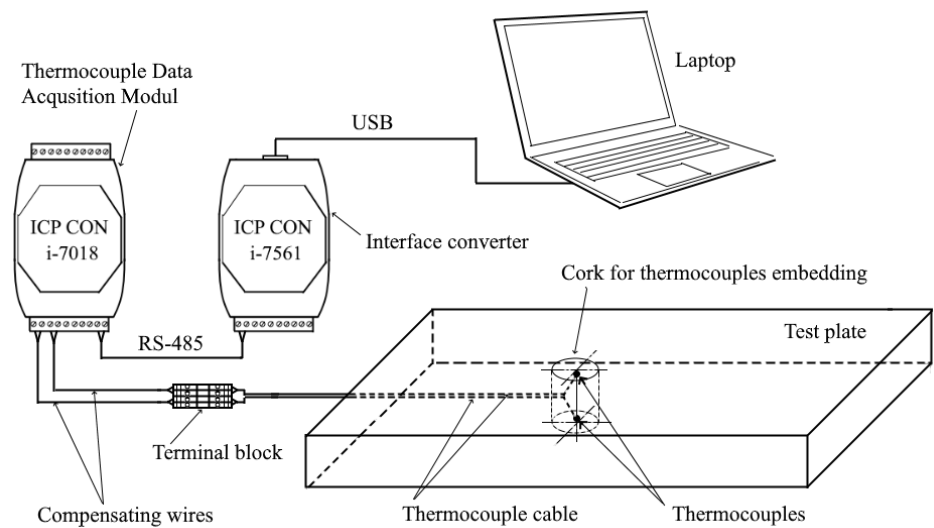 Thermocouple Data
Acqusition Modul
USB
Laptop
ICP CON
i-7018
ICP CON
i-7561
Interface converter
Cork for thermocouples embedding
RS-485
Test plate
Terminal block
Compensating wires
Thermocouple cable
Thermocouples